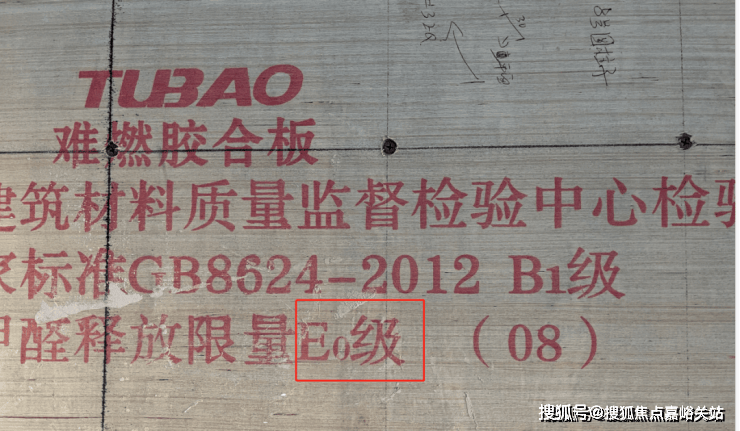 TUBAO
难燃胶合板
建筑材料质量监督检验中心检验
标准GB8624-2012 B1级
甲醛释放限量E0级 (08)
搜狐号@搜狐焦点嘉峪关站